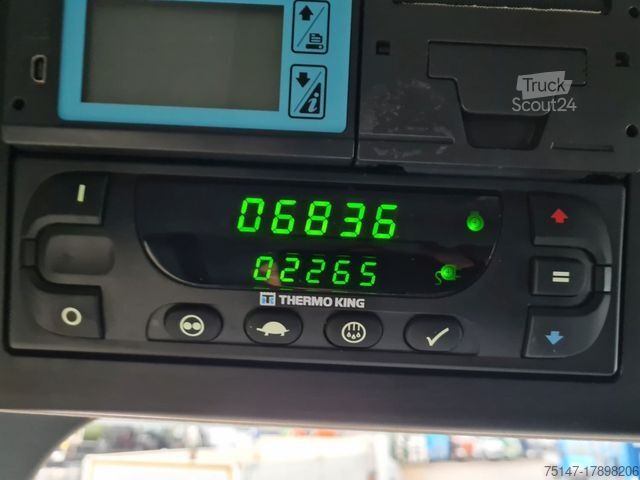 Truck
Scout24
i
I
06836
02265
O
=
THERMO KING
75147-17898206